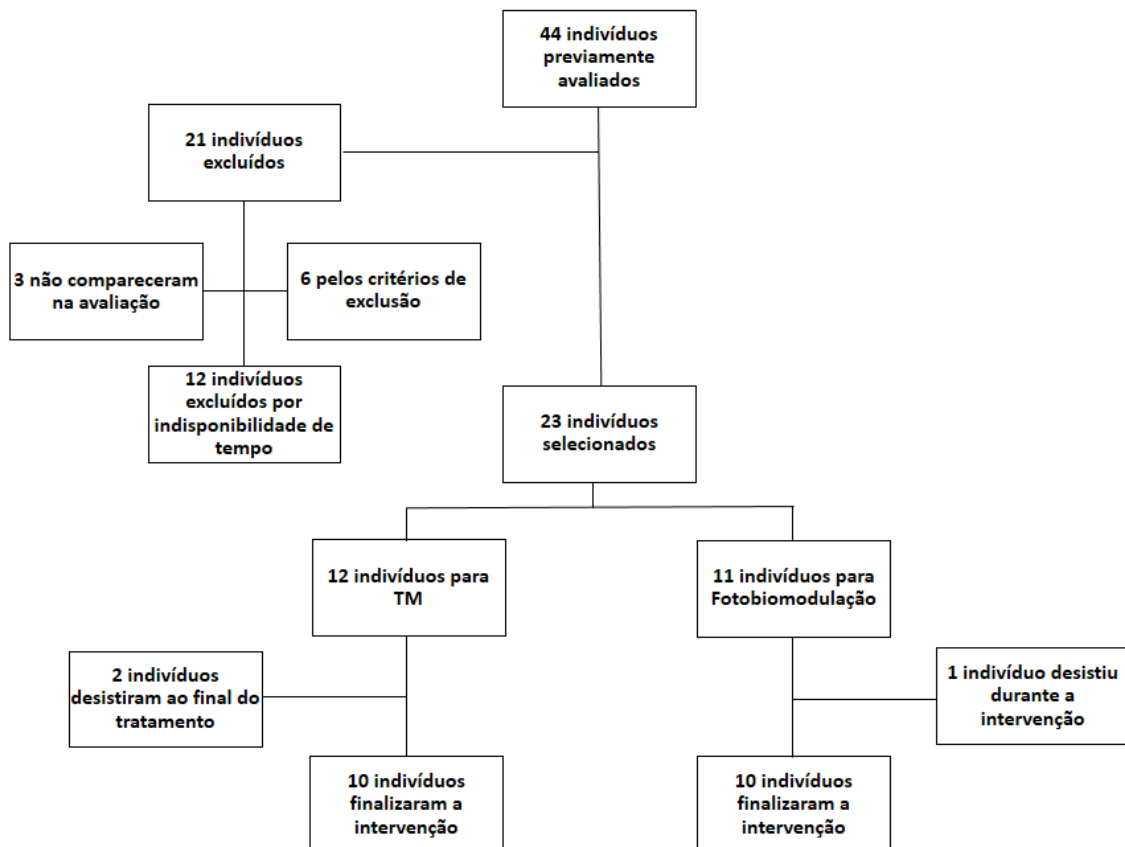 44 indivíduos
previamente
avaliados
21 indivíduos
excluídos
3 não compareceram
na avaliação
6 pelos critérios de
exclusão
12 indivíduos
excluídos por
indisponibilidade de
tempo
23 indivíduos
selecionados
12 indivíduos para
TM
11 indivíduos para
Fotobiomodulação
2 indivíduos
desistiram ao final do
tratamento
1 indivíduo desistiu
durante a
intervenção
10 indivíduos
finalizaram a
intervenção
10 indivíduos
finalizaram a
intervenção